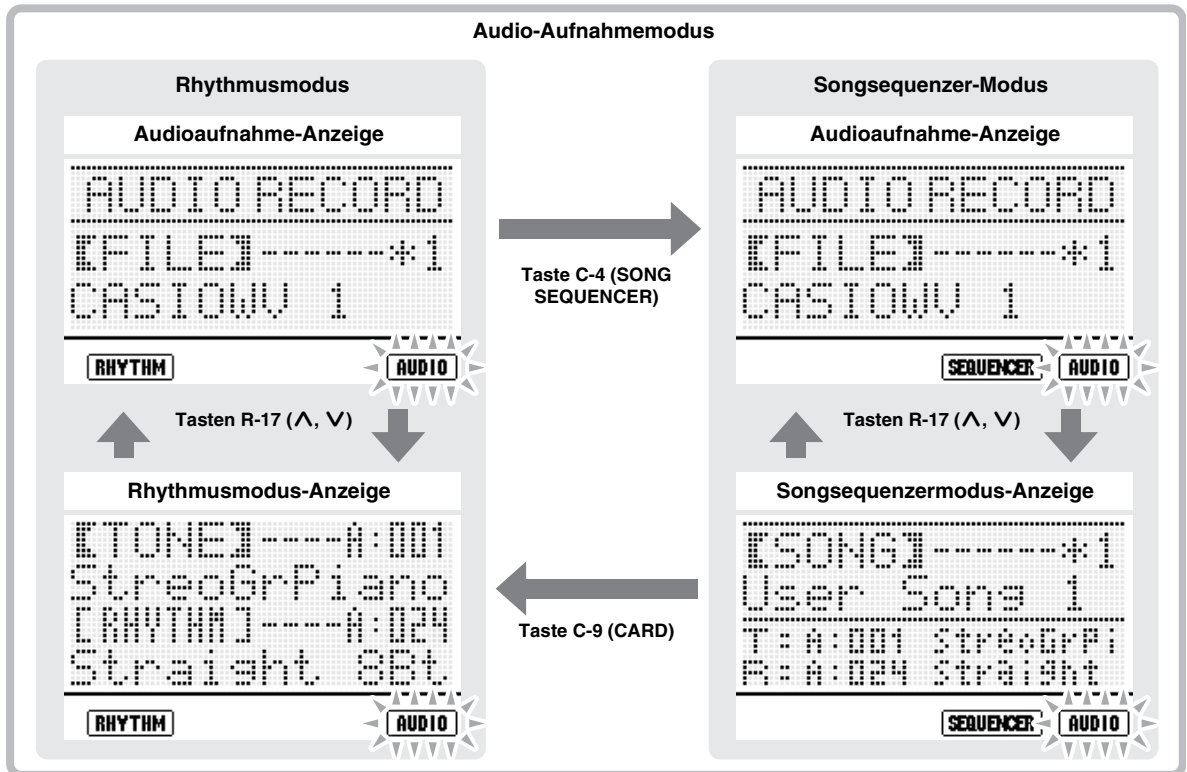 Audio-Aufnahmemodus
Rhythmusmodus
Audioaufnahme-Anzeige
AUDIO RECORD
【FILE】------:*1
CASIOWV 1
RHYTHM
AUDIO
Tasten R-17 (∧, ∨)
Rhythmusmodus-Anzeige
【TONE】----A:001
StreoGrPiano
[RHYTHM]----A:024
Straight 8Bt
RHYTHM
AUDIO
Taste C-4 (SONG
SEQUENCER)
Taste C-9 (CARD)
Songsequenzer-Modus
Audioaufnahme-Anzeige
AUDIO RECORD
【FILE】------:*1
CASIOWV 1
SEQUENCER
AUDIO
Tasten R-17 (∧, ∨)
Songsequenzermodus-Anzeige
【SONG】------:*1
User Song 1
T:A:001 StreoGrPi
R:A:024 Straight
SEQUENCER
AUDIO